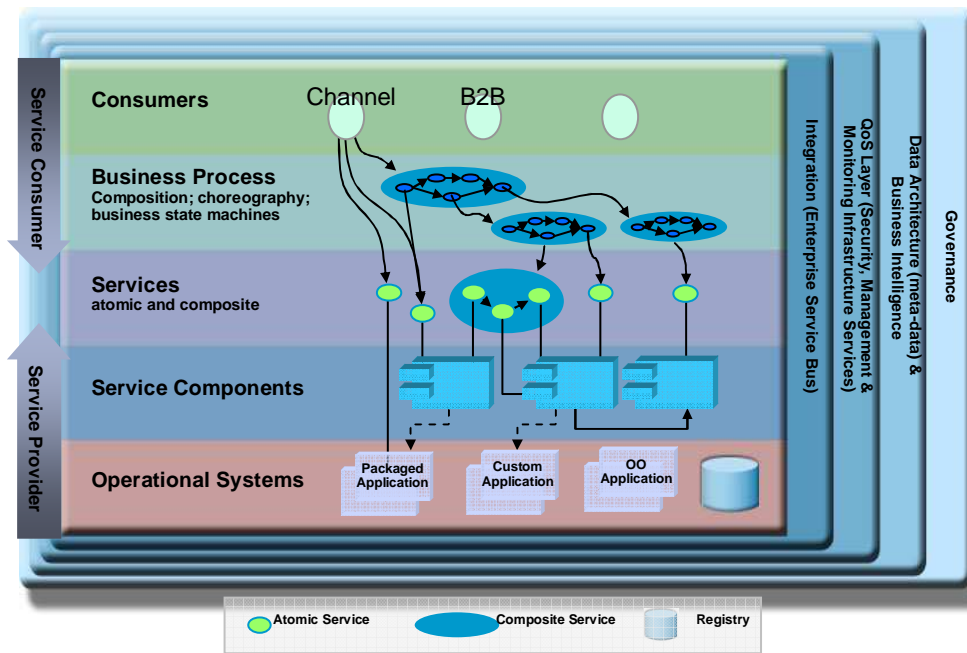 Consumers
Channel
B2B
Business Process
Composition; choreography;
business state machines
Services
atomic and composite
Service Components
Operational Systems
Packaged
Application
Custom
Application
OO
Application
Service Consumer
Service Provider
Integration (Enterprise Service Bus)
QoS Layer (Security, Management &
Monitoring Infrastructure Services)
Data Architecture (meta-data) &
Business Intelligence
Governance
Atomic Service
Composite Service
Registry